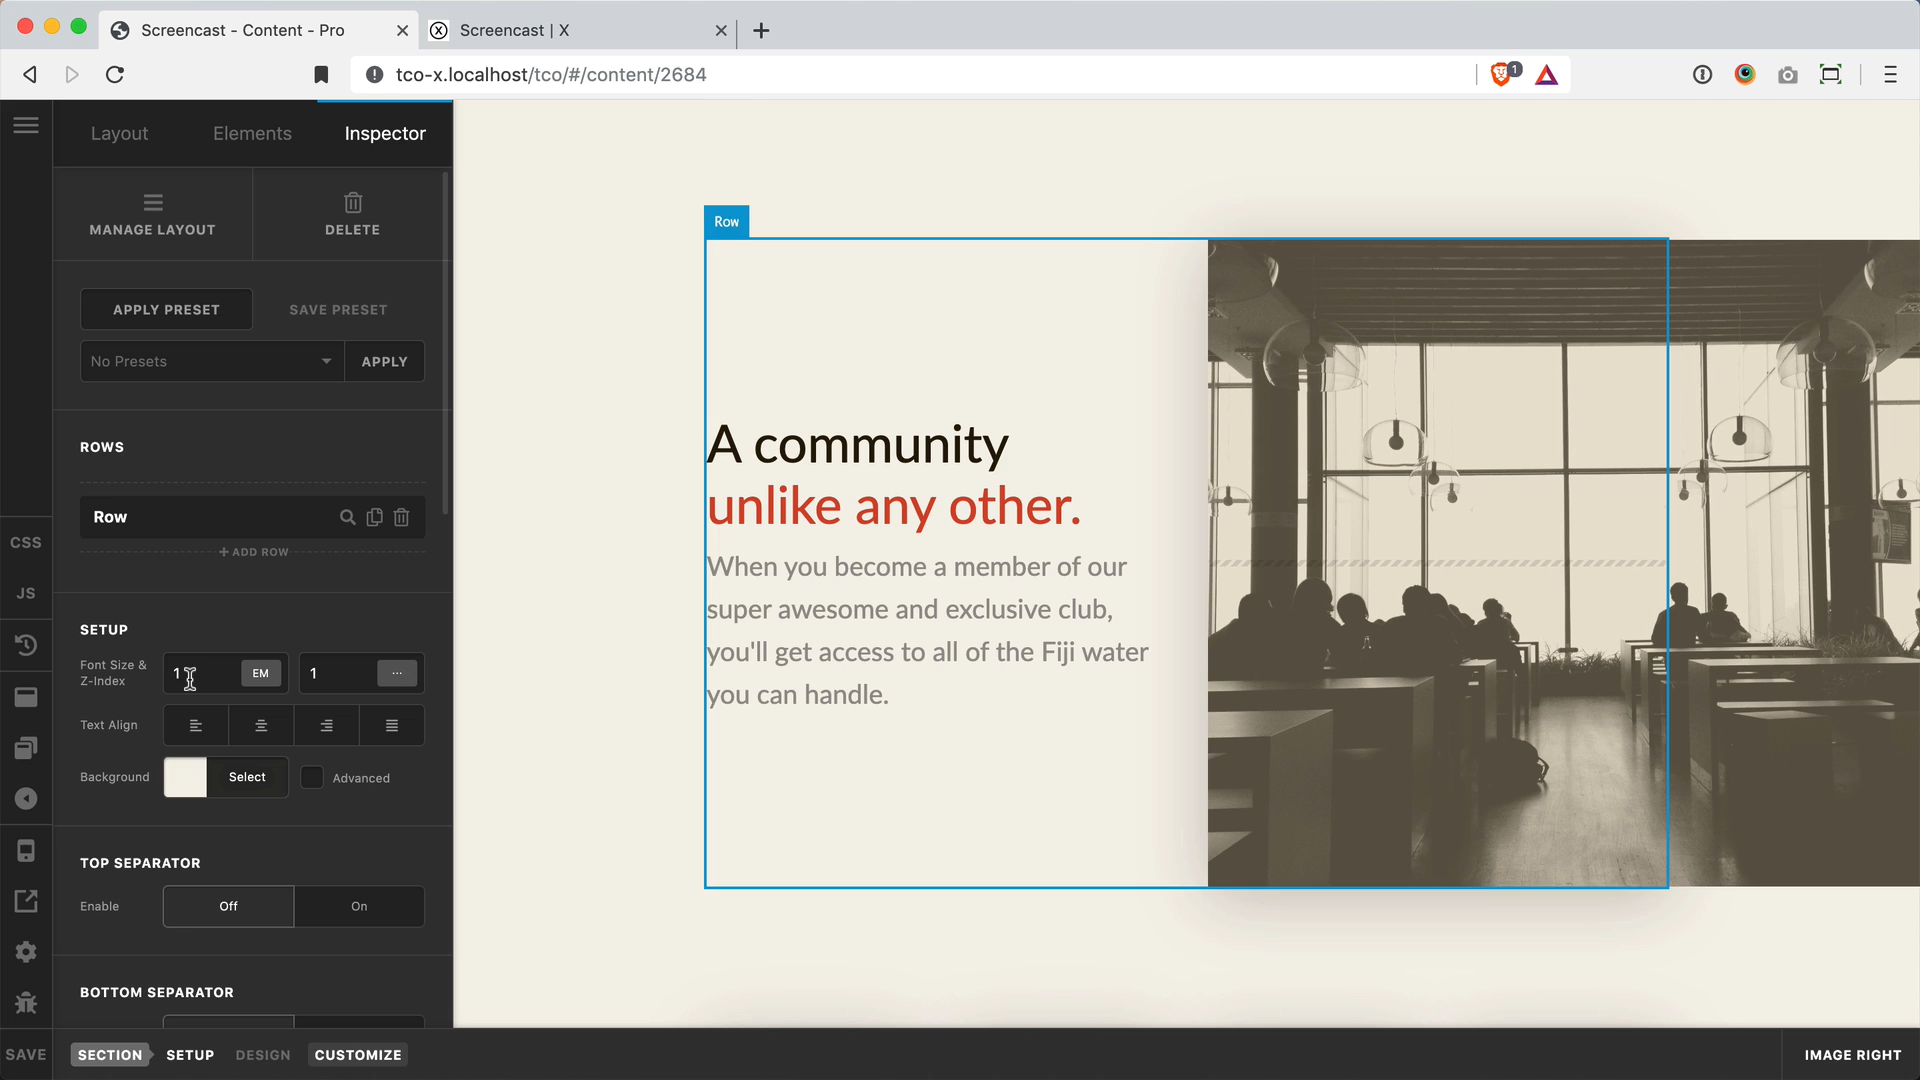 Screencast - Content - Pro
Screencast | X
tco-x.localhost/tco/#/content/2684
1
Layout
Elements
Inspector
MANAGE LAYOUT
DELETE
APPLY PRESET
SAVE PRESET
No Presets
APPLY
ROWS
Row
+ ADD ROW
CSS
JS
SETUP
Font Size &
Z-Index
1
EM
1
...
Text Align
Background
Select
Advanced
TOP SEPARATOR
Enable
Off
On
BOTTOM SEPARATOR
SAVE
SECTION
SETUP
DESIGN
CUSTOMIZE
IMAGE RIGHT
Row
A community
unlike any other.
When you become a member of our
super awesome and exclusive club,
you'll get access to all of the Fiji water
you can handle.